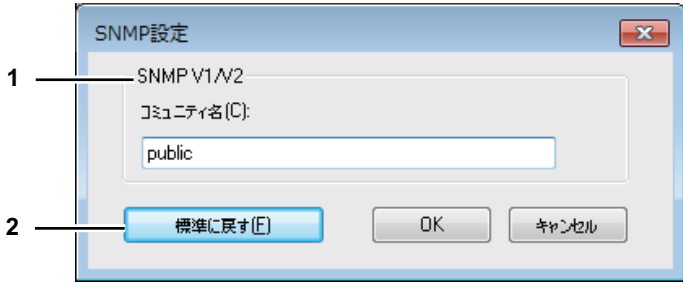 SNMP設定
1
SNMP V1/V2
コミュニティ名(C):
public
2
標準に戻す(F)
OK
キャンセル